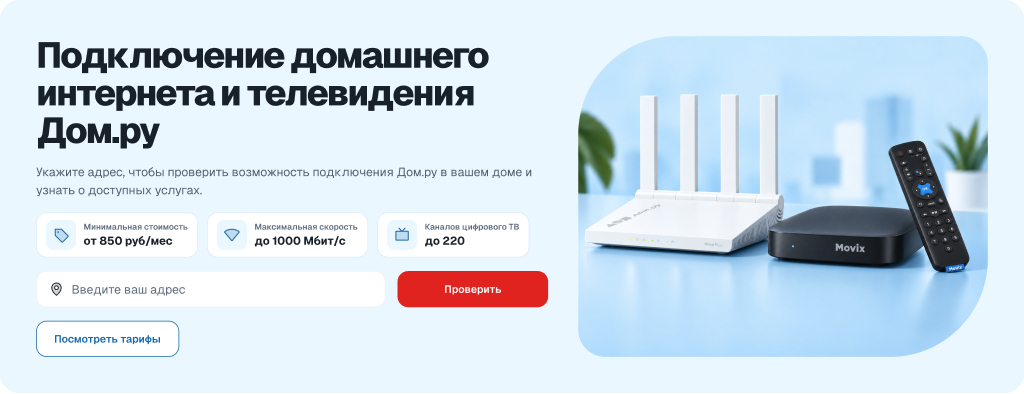 Подключение домашнего
интернета и телевидения
Дом.ру
Укажите адрес, чтобы проверить возможность подключения Дом.ру в вашем доме и
узнать о доступных услугах.
Минимальная стоимость
от 850 руб/мес
Максимальная скорость
до 1000 Мбит/с
Каналов цифрового ТВ
до 220
Введите ваш адрес
Проверить
Посмотреть тарифы
Movix